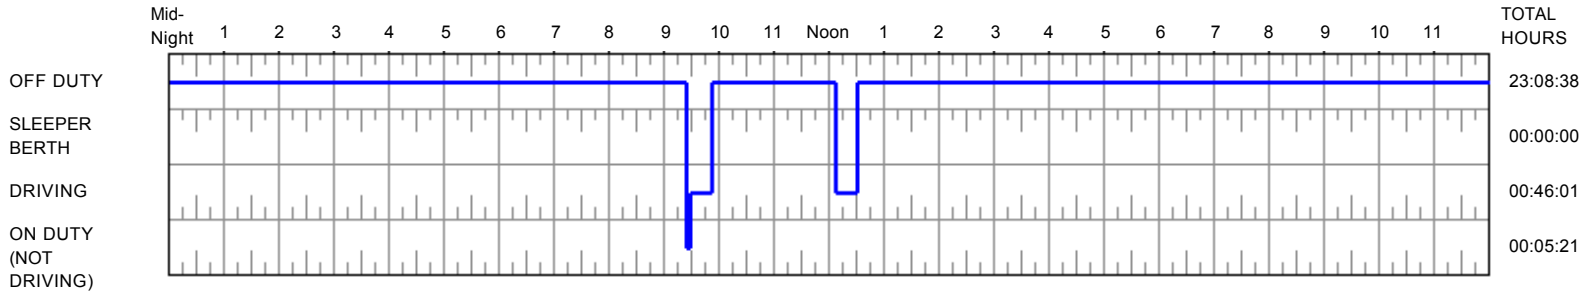 Mid-
Night 1 2 3 4 5 6 7 8 9 10 11 Noon 1 2 3 4 5 6 7 8 9 10 11
TOTAL
HOURS
OFF DUTY 23:08:38
SLEEPER
BERTH 00:00:00
DRIVING 00:46:01
ON DUTY
(NOT
DRIVING) 00:05:21